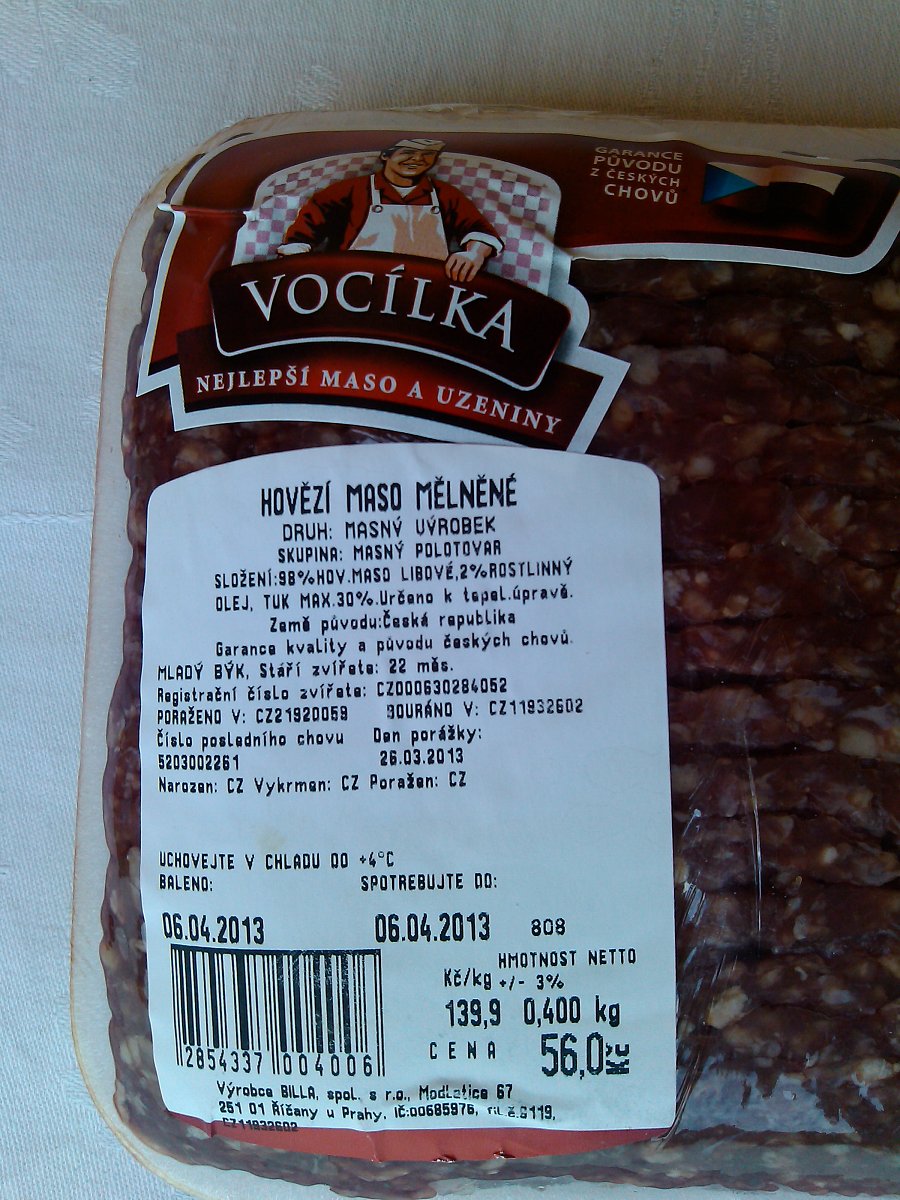 GARANCE
PŮVODU
Z ČESKÝCH
CHOVŮ
VOCÍLKA
NEJLEPŠÍ MASO A UZENINY
HOVĚZÍ MASO MĚLNĚNÉ
DRUH: MASNÝ VÝROBEK
SKUPINA: MASNÝ POLOTOVAR
SLOŽENÍ:98%HOV.MASO LIBOVÉ,2%ROSTLINNÝ
OLEJ, TUK MAX.30%.Určeno k tepel.úpravě.
Země původu:Česká republika
Garance kvality a původu českých chovů.
MLADÝ BÝK, Stáří zvířete: 22 měs.
Registrační číslo zvířete: CZ000630284052
PORAŽENO V: CZ21920059 BOURÁNO V: CZ11932602
Číslo posledního chovu Den porážky:
5203002261 26.03.2013
Narozen: CZ Vykrmen: CZ Poražen: CZ
UCHOVEJTE V CHLADU DO +4°C
BALENO: SPOTREBUJTE DO:
06.04.2013 06.04.2013 808
HMOTNOST NETTO
Kč/kg +/- 3%
139,9 0,400 kg
CENA 56,0 Kč
2854337 004006
Výrobce BILLA, spol. s r.o., Modletice 67
251 01 Říčany u Prahy, IČ:00685976, fil.č.8119,
CZ11932602